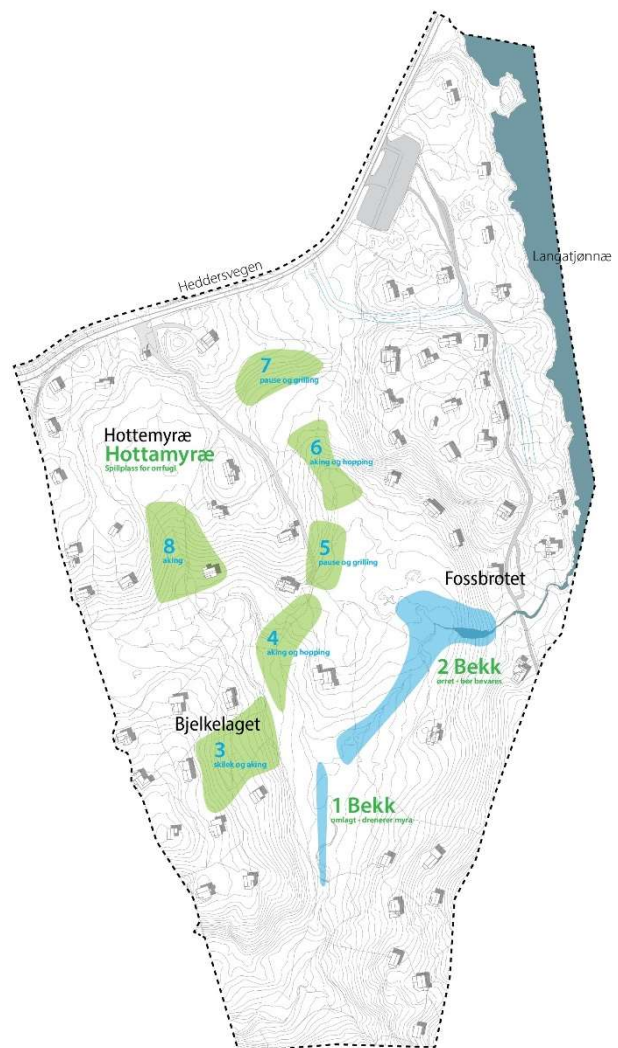 Langatjønnæ
Heddersvegen
7
pause og grilling
Hottemyræ
Hottamyræ
Spillplass for orrfugl
6
aking og hopping
8
aking
5
pause og grilling
Fossbrotet
4
aking og hopping
2 Bekk
ørret - bør bevares
Bjelkelaget
3
skilek og aking
1 Bekk
omlagt - drenerer myra